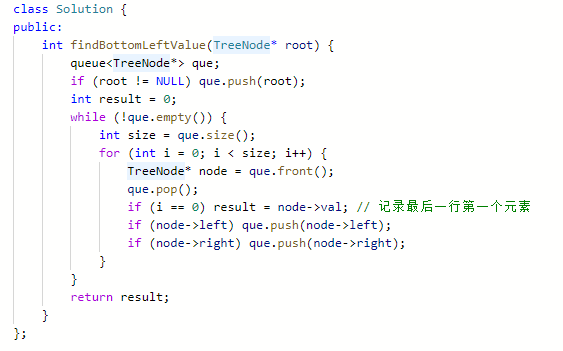 class Solution {
public:
    int findBottomLeftValue(TreeNode* root) {
        queue<TreeNode*> que;
        if (root != NULL) que.push(root);
        int result = 0;
        while (!que.empty()) {
            int size = que.size();
            for (int i = 0; i < size; i++) {
                TreeNode* node = que.front();
                que.pop();
                if (i == 0) result = node->val; // 记录最后一行第一个元素
                if (node->left) que.push(node->left);
                if (node->right) que.push(node->right);
            }
        }
        return result;
    }
};